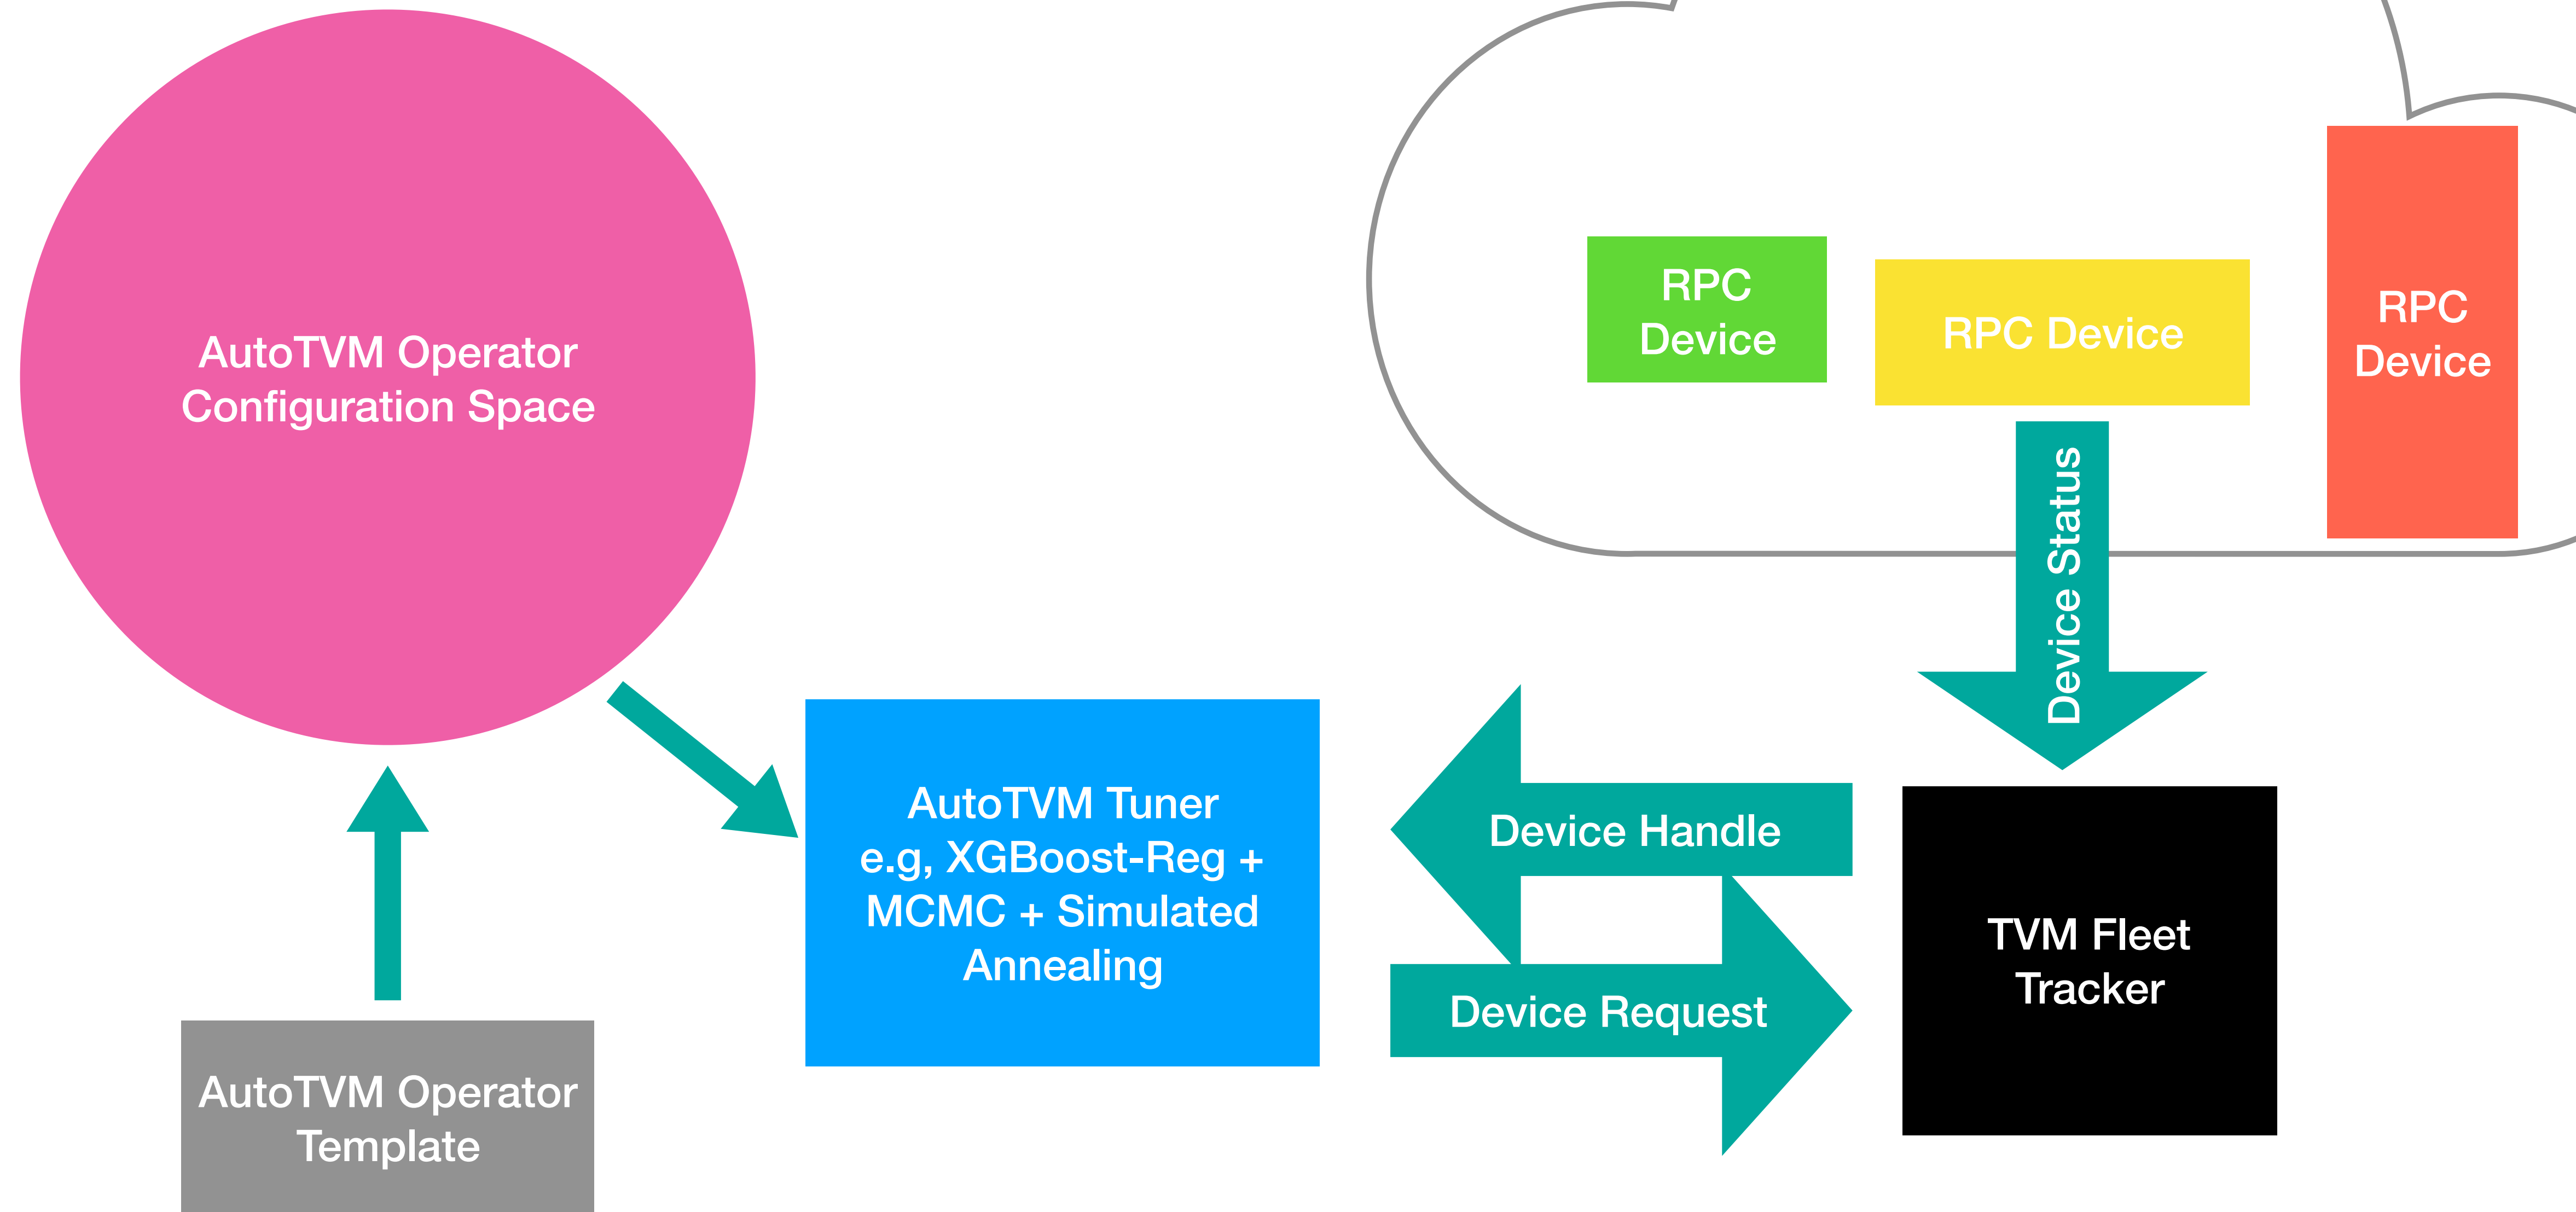 AutoTVM Operator
Configuration Space
RPC
Device
RPC Device
RPC
Device
Device Status
AutoTVM Tuner
e.g, XGBoost-Reg +
MCMC + Simulated
Annealing
Device Handle
Device Request
TVM Fleet
Tracker
AutoTVM Operator
Template